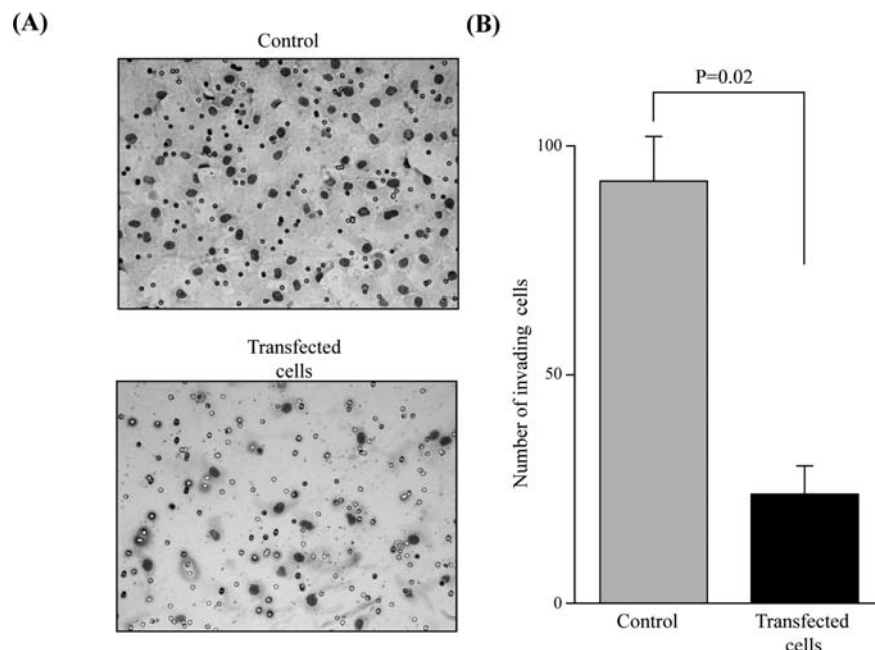 (A)
Control
Transfected
cells
(B)
P=0.02
Number of invading cells
100
50
0
Control
Transfected
cells